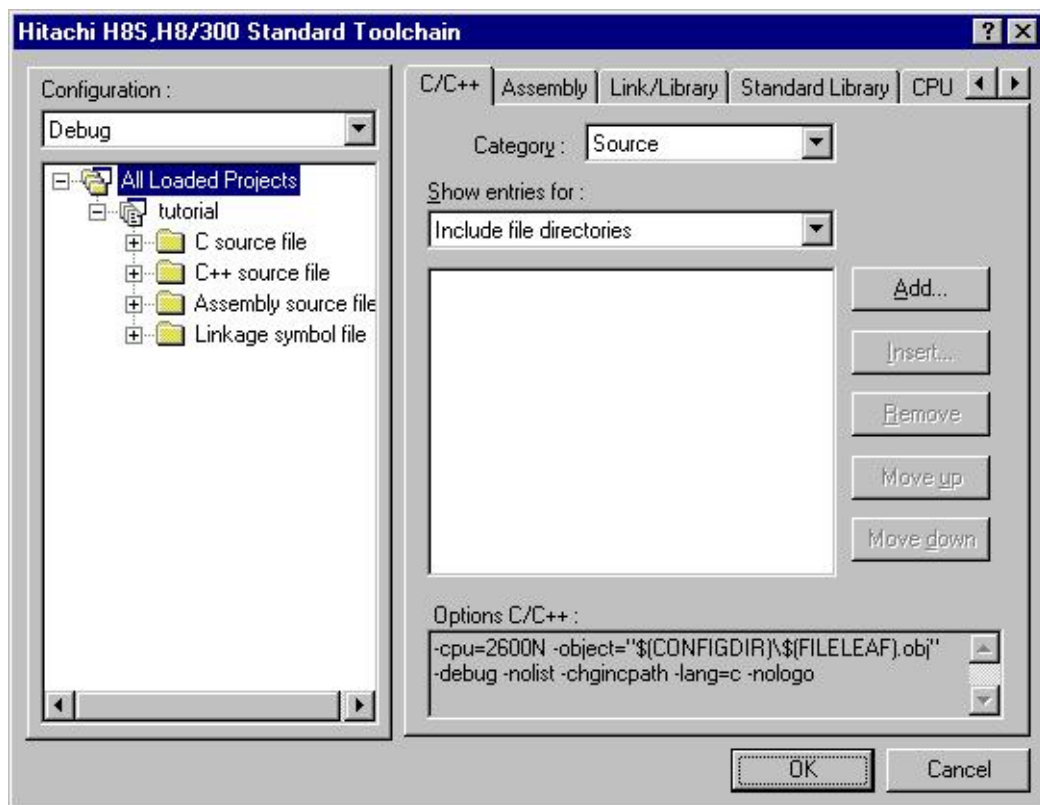 Hitachi H8S,H8/300 Standard Toolchain
Configuration :
Debug
All Loaded Projects
tutorial
C source file
C++ source file
Assembly source file
Linkage symbol file
C/C++
Assembly
Link/Library
Standard Library
CPU
Category :
Source
Show entries for :
Include file directories
Add...
Insert...
Remove
Move up
Move down
Options C/C++ :
-cpu=2600N -object="$(CONFIGDIR)\$(FILELEAF).obj"
-debug -nolist -chgincpath -lang=c -nologo
OK
Cancel